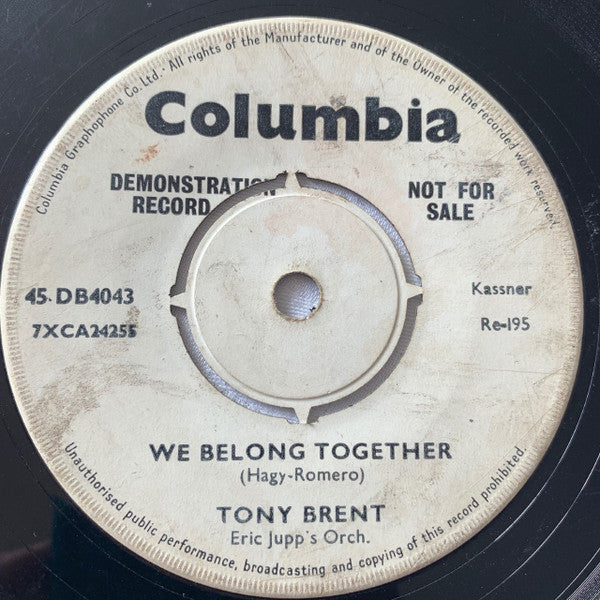 Columbia Graphophone Co. Ltd. · All rights of the Manufacturer and of the Owner of the recorded work reserved.
Columbia
DEMONSTRATION
RECORD
NOT FOR
SALE
45-DB4043
7XCA24255
Kassner
Re-195
WE BELONG TOGETHER
(Hagy-Romero)
TONY BRENT
Eric Jupp's Orch.
Unauthorised public performance, broadcasting and copying of this record prohibited.